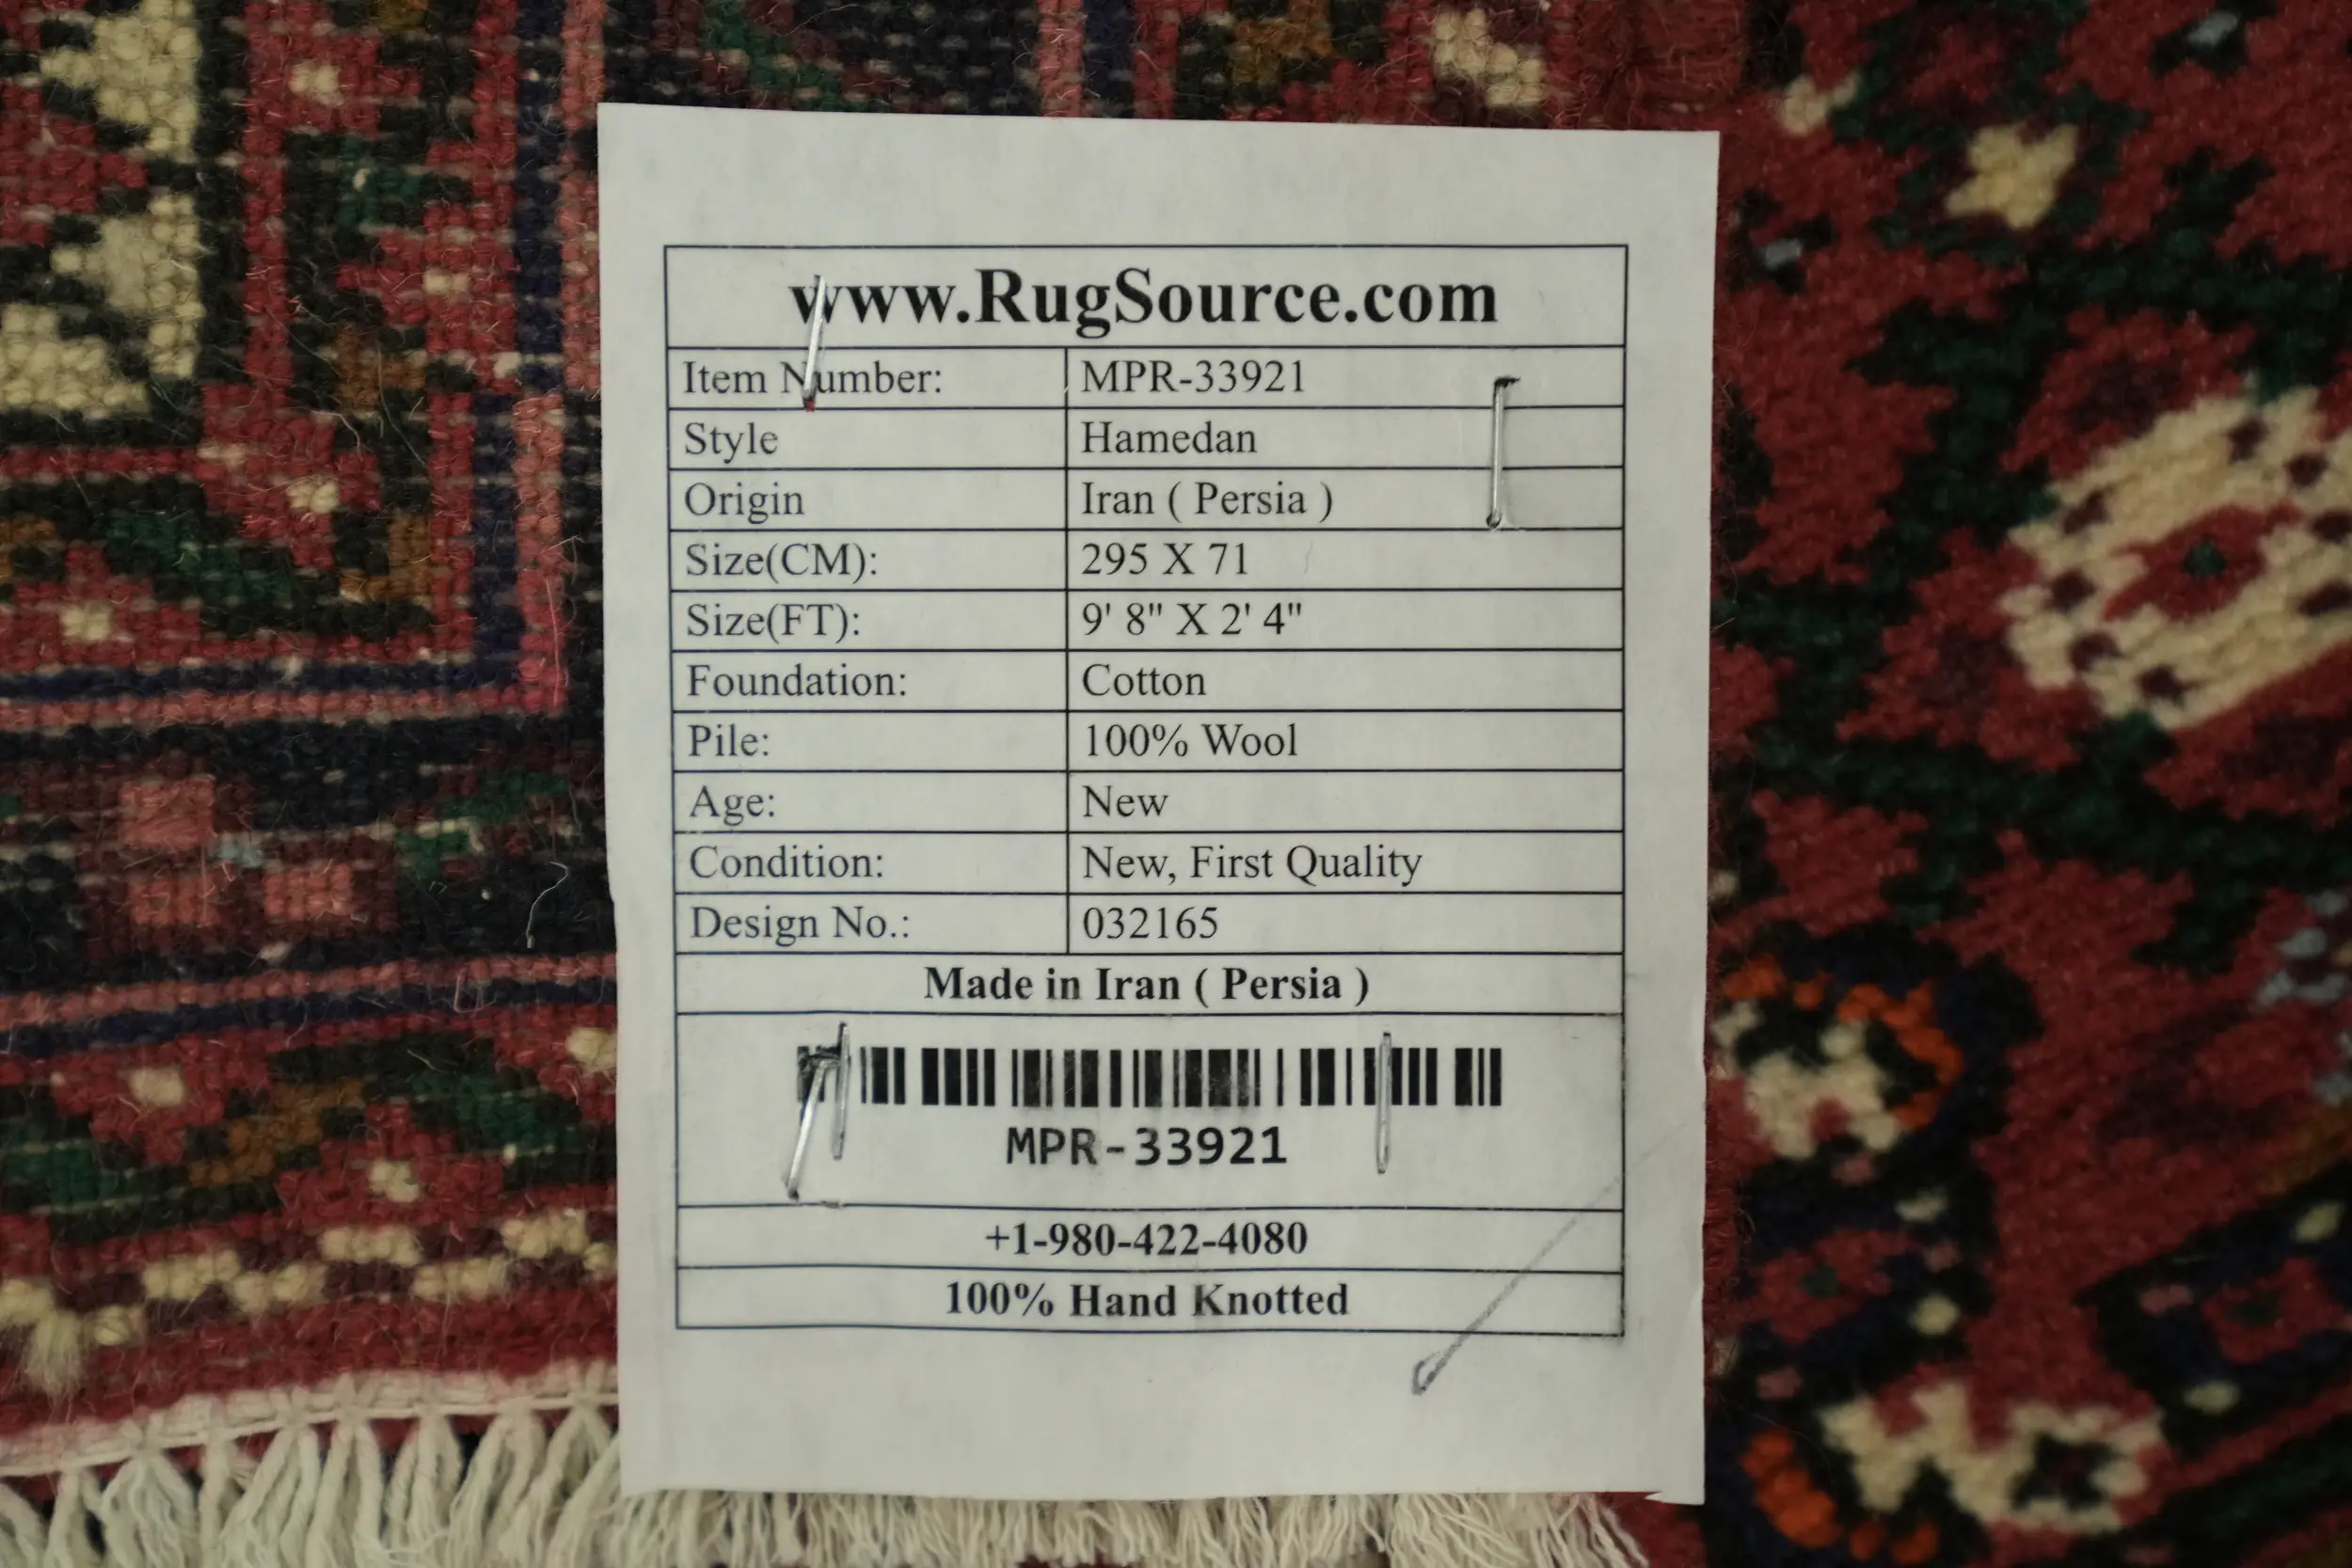 www.RugSource.com
Item Number: MPR-33921
Style Hamedan
Origin Iran ( Persia )
Size(CM): 295 X 71
Size(FT): 9' 8" X 2' 4"
Foundation: Cotton
Pile: 100% Wool
Age: New
Condition: New, First Quality
Design No.: 032165
Made in Iran ( Persia )
MPR-33921
+1-980-422-4080
100% Hand Knotted